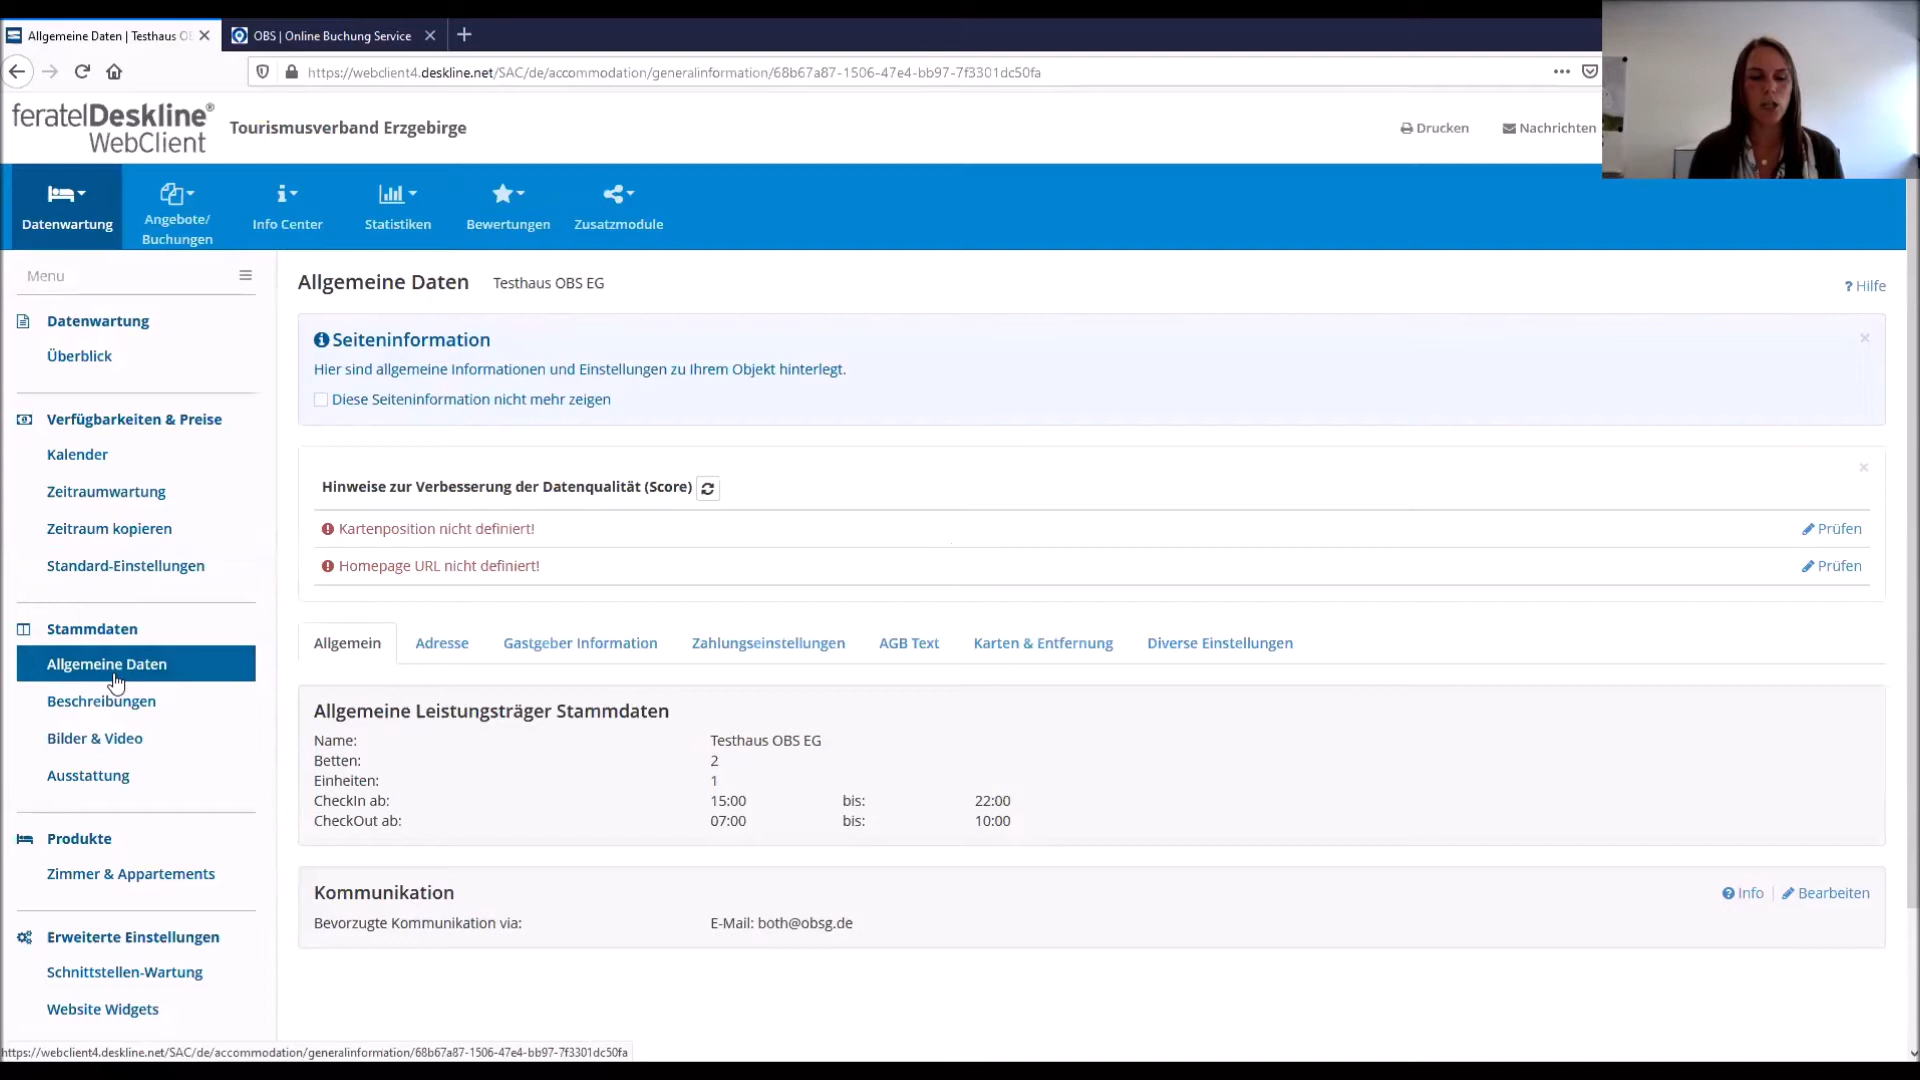 Allgemeine Daten | Testhaus OB
OBS | Online Buchung Service
https://webclient4.deskline.net/SAC/de/accommodation/generalinformation/68b67a87-1506-47e4-bb97-7f3301dc50fa
feratelDeskline®
WebClient
Tourismusverband Erzgebirge
Drucken
Nachrichten
Datenwartung
Angebote/
Buchungen
Info Center
Statistiken
Bewertungen
Zusatzmodule
Menu
Datenwartung
Überblick
Verfügbarkeiten & Preise
Kalender
Zeitraumwartung
Zeitraum kopieren
Standard-Einstellungen
Stammdaten
Allgemeine Daten
Beschreibungen
Bilder & Video
Ausstattung
Produkte
Zimmer & Appartements
Erweiterte Einstellungen
Schnittstellen-Wartung
Website Widgets
Allgemeine Daten Testhaus OBS EG
? Hilfe
Seiteninformation
Hier sind allgemeine Informationen und Einstellungen zu Ihrem Objekt hinterlegt.
Diese Seiteninformation nicht mehr zeigen
Hinweise zur Verbesserung der Datenqualität (Score)
Kartenposition nicht definiert! Prüfen
Homepage URL nicht definiert! Prüfen
Allgemein Adresse Gastgeber Information Zahlungseinstellungen AGB Text Karten & Entfernung Diverse Einstellungen
Allgemeine Leistungsträger Stammdaten
Name: Testhaus OBS EG
Betten: 2
Einheiten: 1
CheckIn ab: 15:00 bis: 22:00
CheckOut ab: 07:00 bis: 10:00
Kommunikation Info | Bearbeiten
Bevorzugte Kommunikation via: E-Mail: both@obsg.de
https://webclient4.deskline.net/SAC/de/accommodation/generalinformation/68b67a87-1506-47e4-bb97-7f3301dc50fa